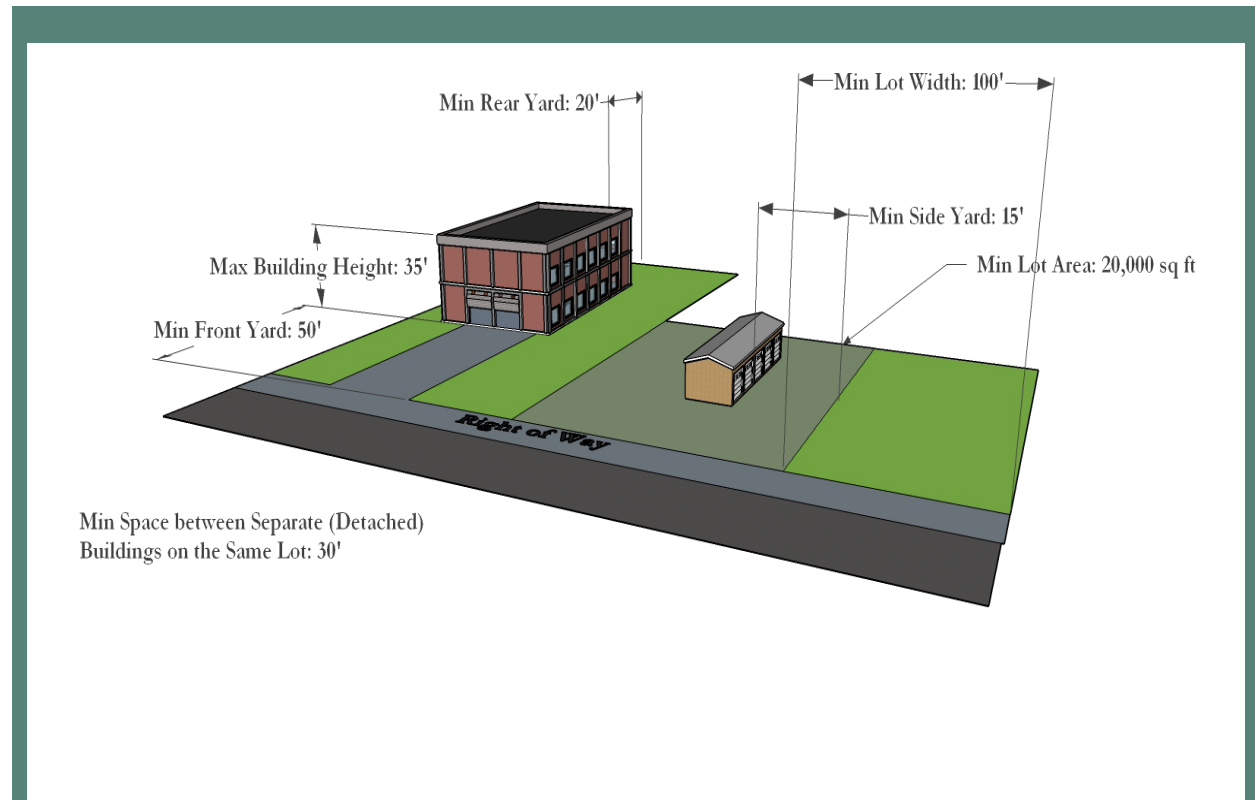 Min Lot Width: 100'
Min Rear Yard: 20'
Min Side Yard: 15'
Max Building Height: 35'
Min Lot Area: 20,000 sq ft
Min Front Yard: 50'
Right of Way
Min Space between Separate (Detached)
Buildings on the Same Lot: 30'